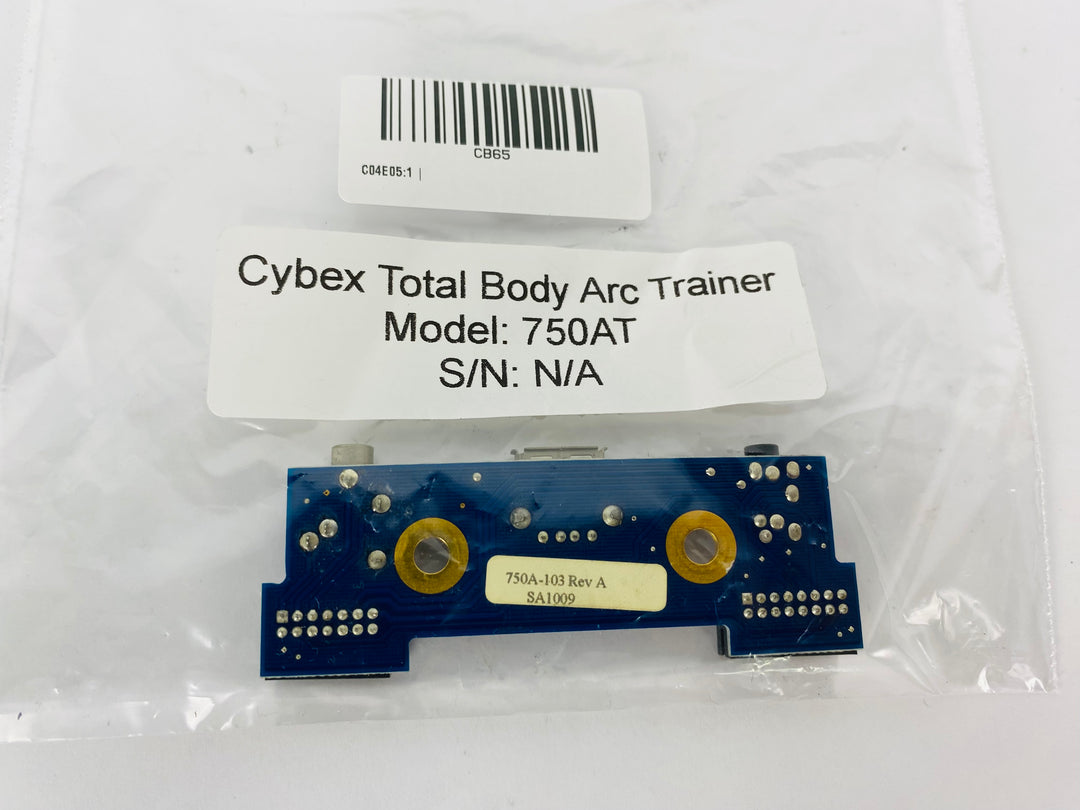 CB65
C04E05:1 |
Cybex Total Body Arc Trainer
Model: 750AT
S/N: N/A
750A-103 Rev A
SA1009